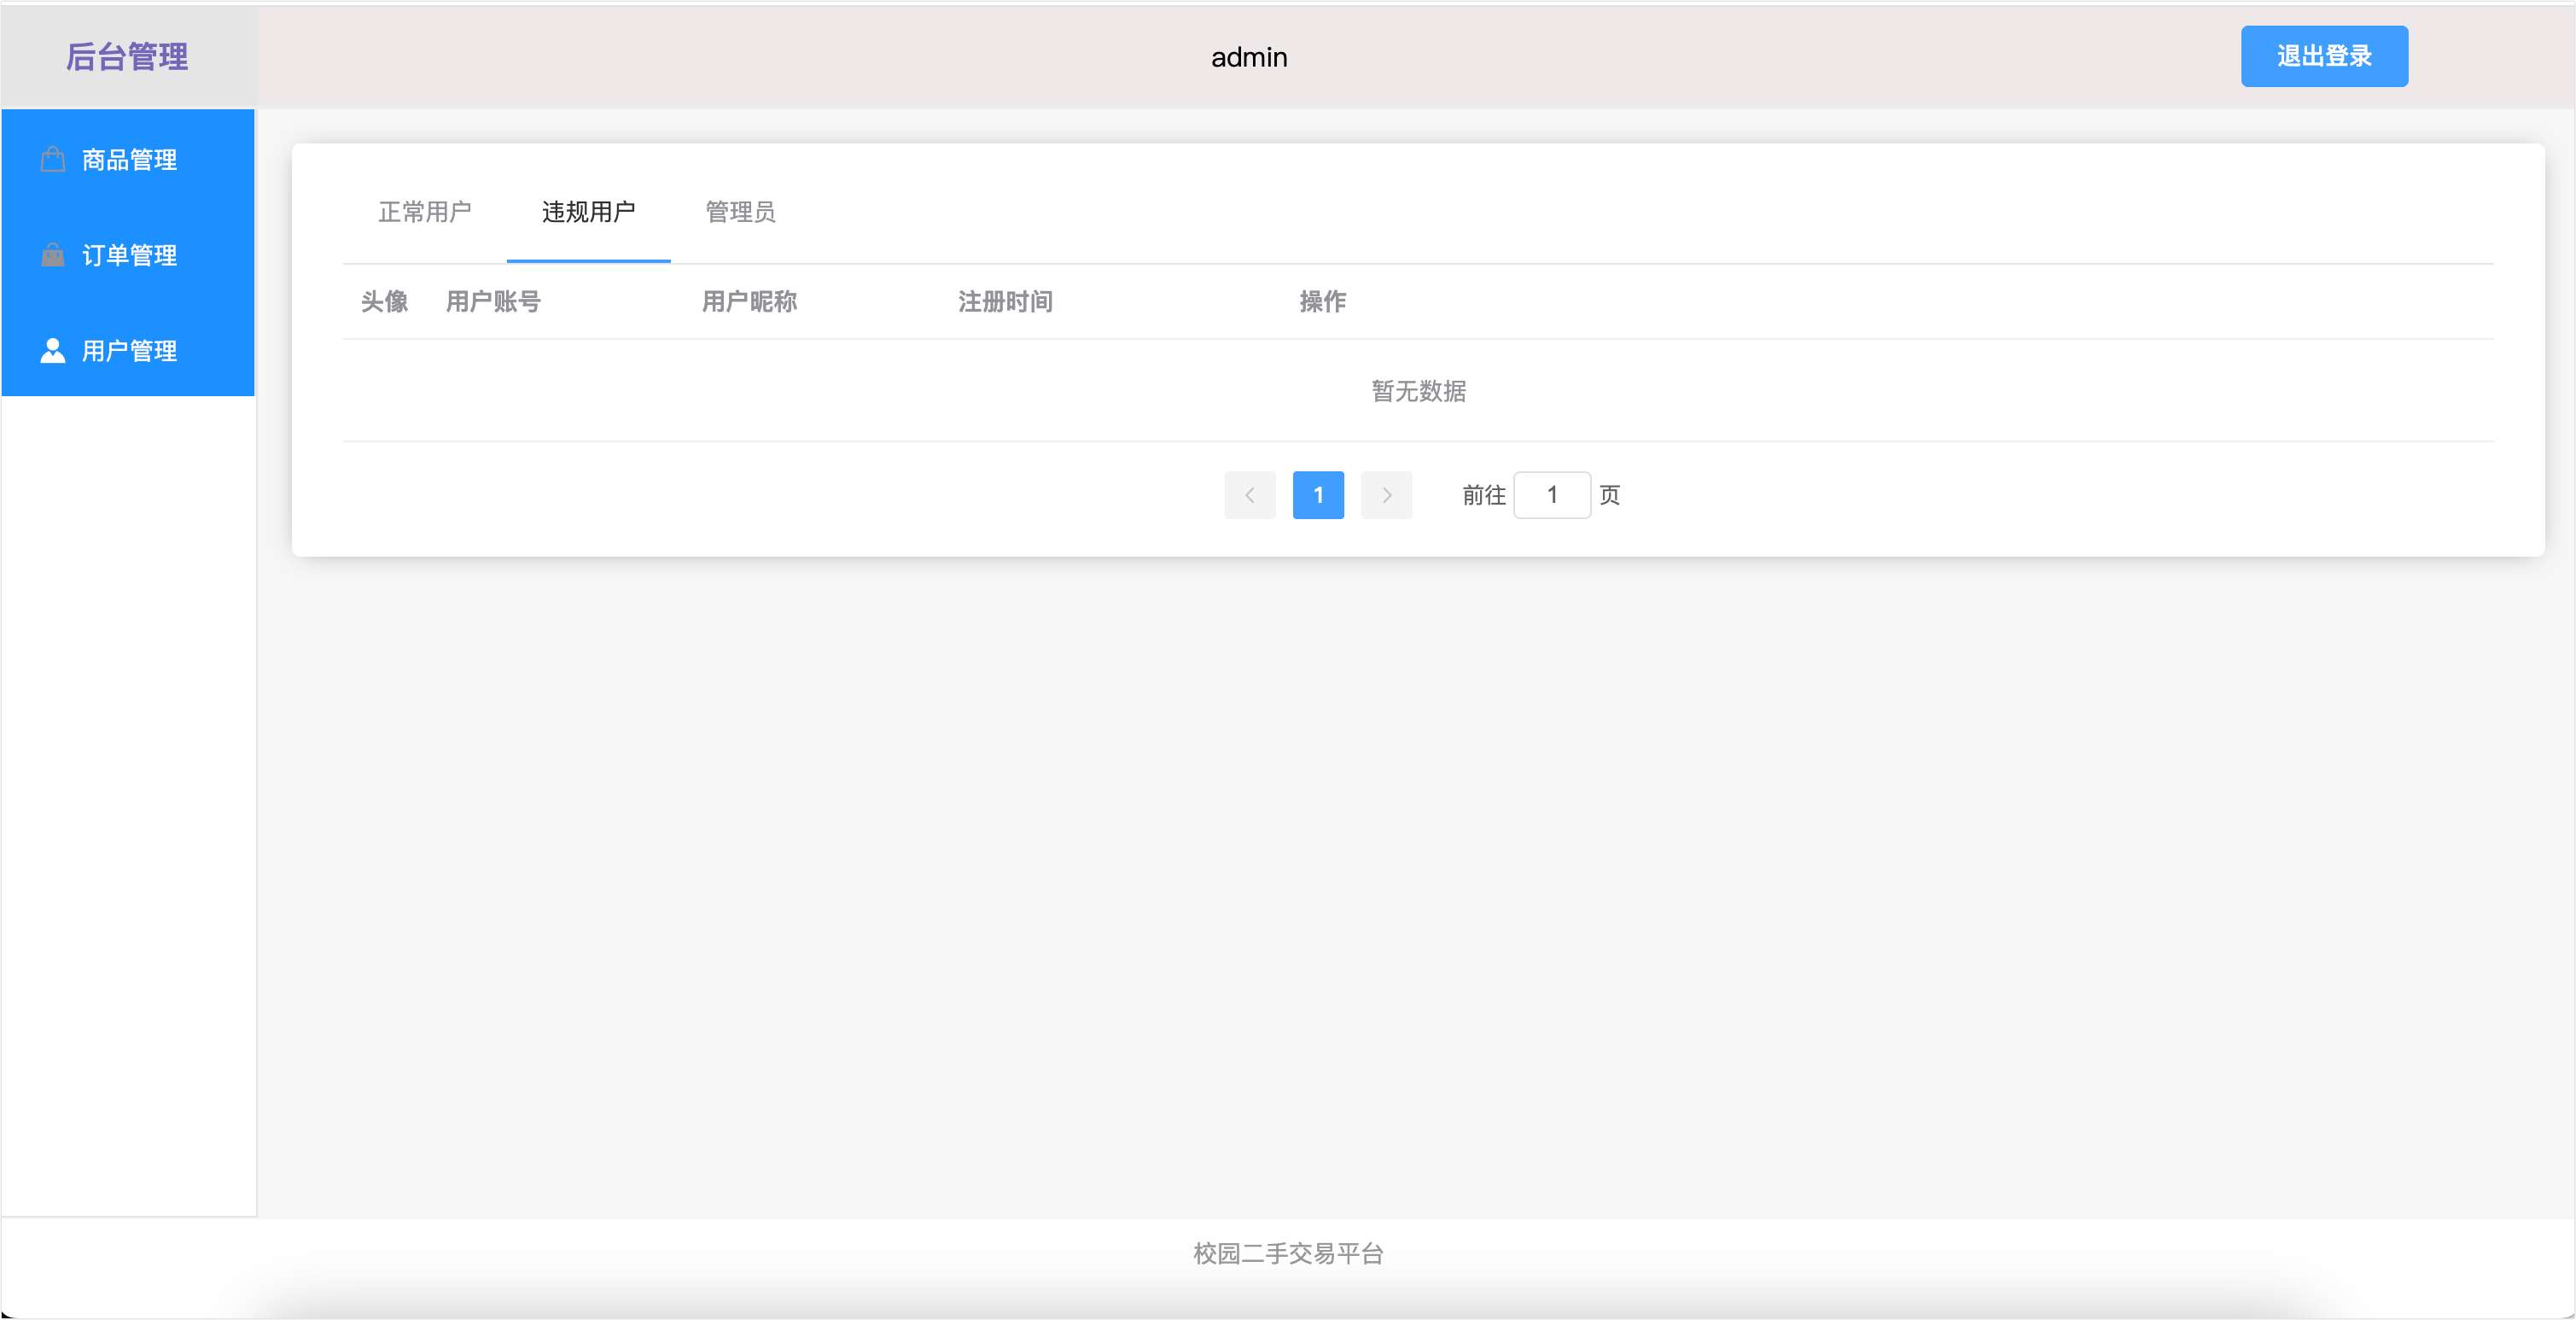 后台管理
admin
退出登录
商品管理
订单管理
用户管理
正常用户 违规用户 管理员
头像 用户账号 用户昵称 注册时间 操作
暂无数据
1 前往 1 页
校园二手交易平台